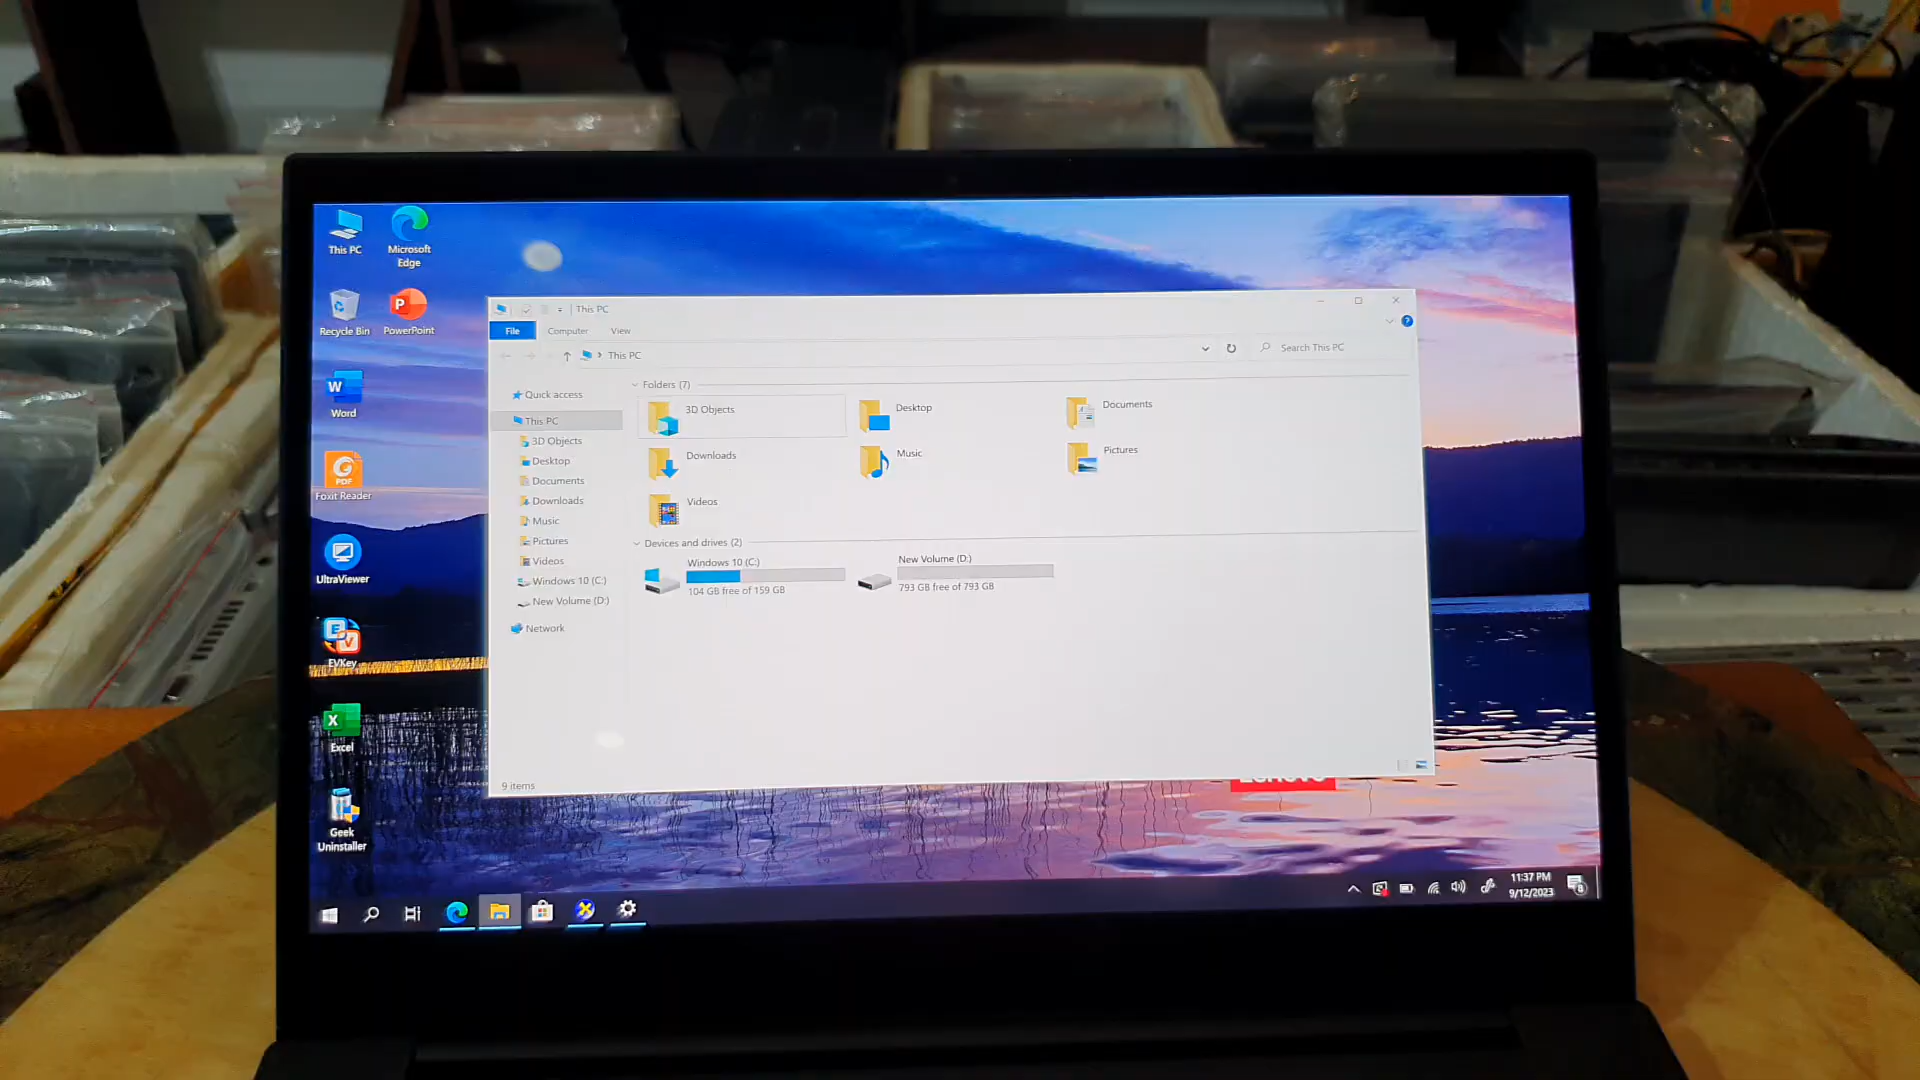 This PC
Microsoft
Edge
Recycle Bin
PowerPoint
Word
Foxit Reader
UltraViewer
EVKey
Excel
Geek
Uninstaller
This PC
File
Computer
View
This PC
Search This PC
Quick access
This PC
3D Objects
Desktop
Documents
Downloads
Music
Pictures
Videos
Windows 10 (C:)
New Volume (D:)
Network
Folders (7)
3D Objects
Desktop
Documents
Downloads
Music
Pictures
Videos
Devices and drives (2)
Windows 10 (C:)
104 GB free of 159 GB
New Volume (D:)
793 GB free of 793 GB
9 items
Lenovo
11:37 PM
9/12/2023
8